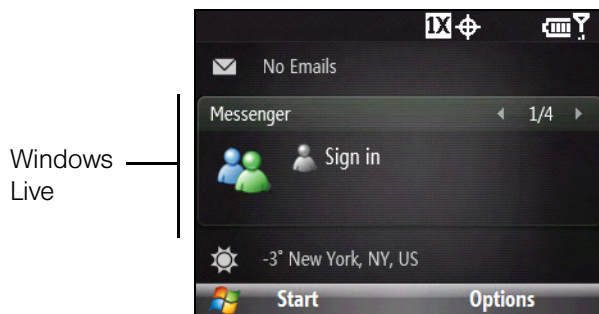 1X
No Emails
Messenger 1/4
Sign in
Windows
Live
-3° New York, NY, US
Start Options